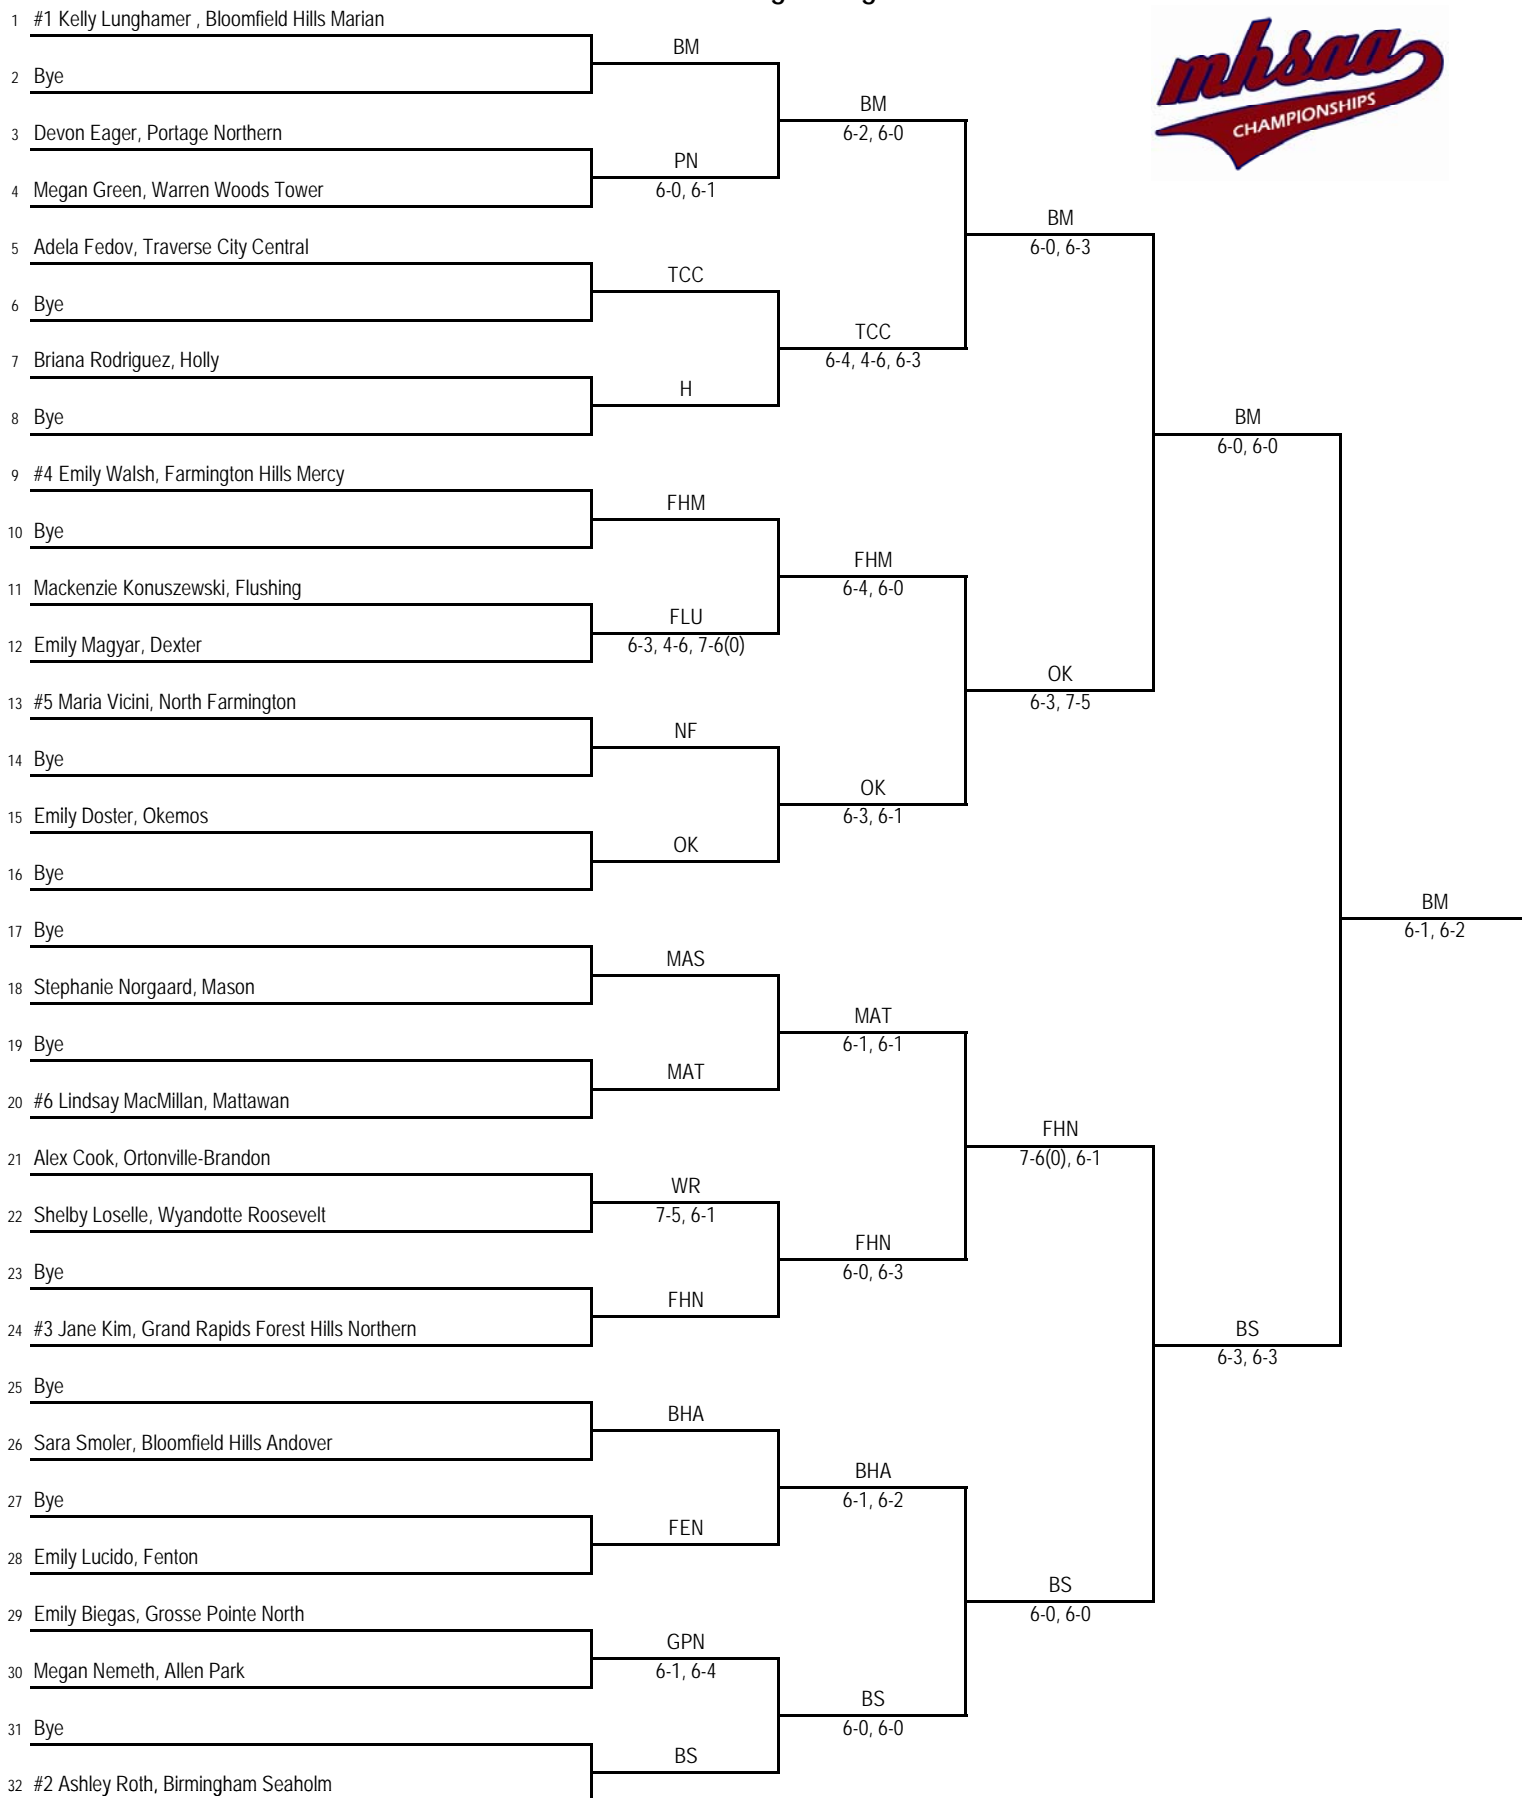 1 #1 Kelly Lunghamer , Bloomfield Hills Marian
BM
2 Bye
BM
6-2, 6-0
3 Devon Eager, Portage Northern
PN
6-0, 6-1
4 Megan Green, Warren Woods Tower
BM
6-0, 6-3
5 Adela Fedov, Traverse City Central
TCC
6 Bye
TCC
6-4, 4-6, 6-3
7 Briana Rodriguez, Holly
H
8 Bye
BM
6-0, 6-0
9 #4 Emily Walsh, Farmington Hills Mercy
FHM
10 Bye
FHM
6-4, 6-0
11 Mackenzie Konuszewski, Flushing
FLU
6-3, 4-6, 7-6(0)
12 Emily Magyar, Dexter
OK
6-3, 7-5
13 #5 Maria Vicini, North Farmington
NF
14 Bye
OK
6-3, 6-1
15 Emily Doster, Okemos
OK
16 Bye
BM
6-1, 6-2
17 Bye
MAS
18 Stephanie Norgaard, Mason
MAT
6-1, 6-1
19 Bye
MAT
20 #6 Lindsay MacMillan, Mattawan
FHN
7-6(0), 6-1
21 Alex Cook, Ortonville-Brandon
WR
7-5, 6-1
22 Shelby Loselle, Wyandotte Roosevelt
FHN
6-0, 6-3
23 Bye
FHN
24 #3 Jane Kim, Grand Rapids Forest Hills Northern
BS
6-3, 6-3
25 Bye
BHA
26 Sara Smoler, Bloomfield Hills Andover
BHA
6-1, 6-2
27 Bye
FEN
28 Emily Lucido, Fenton
BS
6-0, 6-0
29 Emily Biegas, Grosse Pointe North
GPN
6-1, 6-4
30 Megan Nemeth, Allen Park
BS
6-0, 6-0
31 Bye
BS
32 #2 Ashley Roth, Birmingham Seaholm
mhsaa
CHAMPIONSHIPS